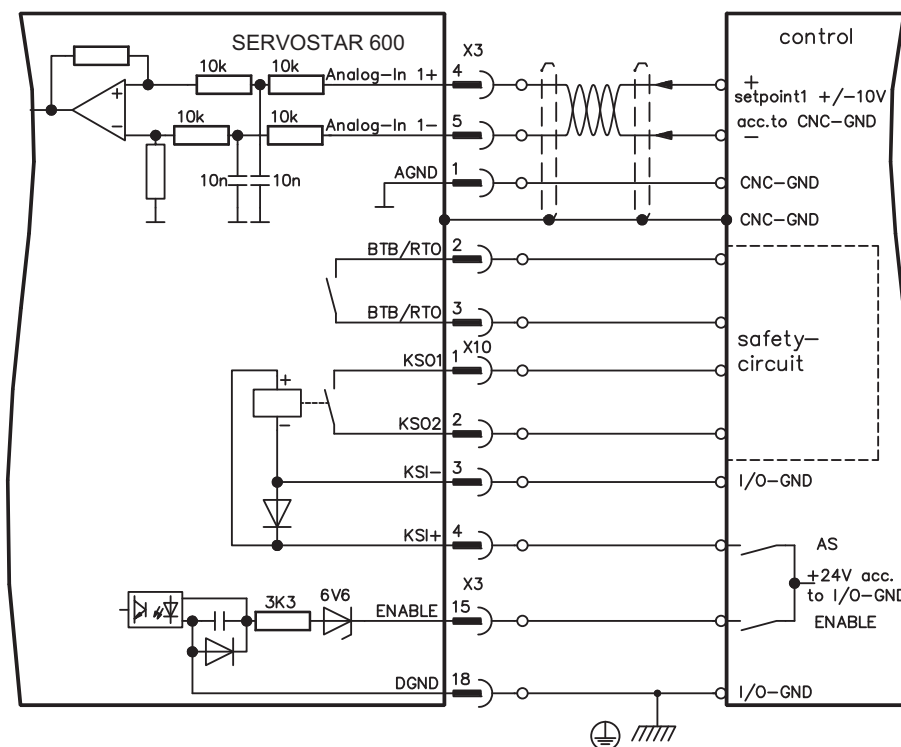 SERVOSTAR 600
X3
control
10k
10k
Analog-In 1+
4
+
+
setpoint1 +/-10V
acc.to CNC-GND
−
−
10k
10k
Analog-In 1-
5
10n
10n
AGND
1
CNC-GND
CNC-GND
BTB/RTO
2
BTB/RTO
3
safety-
circuit
X10
KSO1
1
+
−
KSO2
2
KSI-
3
I/O-GND
KSI+
4
AS
+24V acc.
to I/O-GND
X3
3K3
6V6
ENABLE
15
ENABLE
DGND
18
I/O-GND